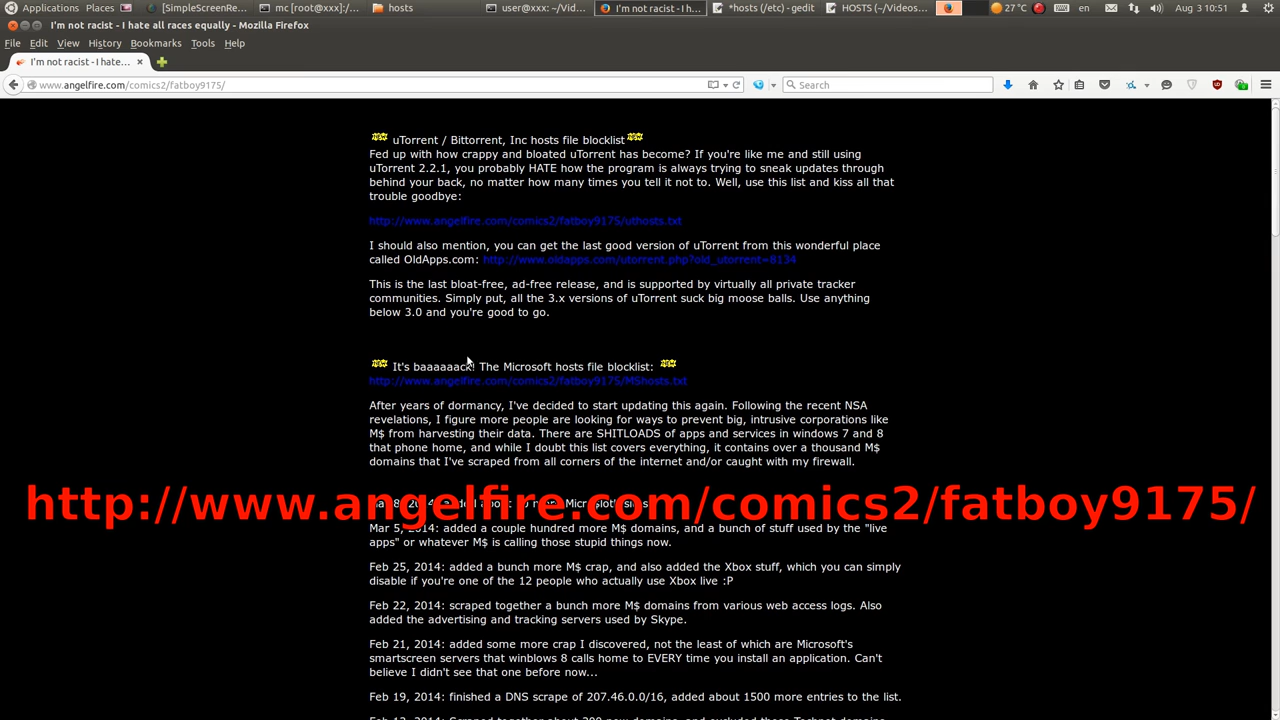 Applications Places [SimpleScreenRe... mc [root@xxx]:/... hosts user@xxx: ~/Vid... I'm not racist - I h... *hosts (/etc) - gedit HOSTS (~/Videos... 27 °C en Aug 3 10:51
I'm not racist - I hate all races equally - Mozilla Firefox
File Edit View History Bookmarks Tools Help
I'm not racist - I hate...
www.angelfire.com/comics2/fatboy9175/ Search
uTorrent / Bittorrent, Inc hosts file blocklist
Fed up with how crappy and bloated uTorrent has become? If you're like me and still using
uTorrent 2.2.1, you probably HATE how the program is always trying to sneak updates through
behind your back, no matter how many times you tell it not to. Well, use this list and kiss all that
trouble goodbye:
http://www.angelfire.com/comics2/fatboy9175/uthosts.txt
I should also mention, you can get the last good version of uTorrent from this wonderful place
called OldApps.com: http://www.oldapps.com/utorrent.php?old_utorrent=8134
This is the last bloat-free, ad-free release, and is supported by virtually all private tracker
communities. Simply put, all the 3.x versions of uTorrent suck big moose balls. Use anything
below 3.0 and you're good to go.
It's baaaaaack! The Microsoft hosts file blocklist:
http://www.angelfire.com/comics2/fatboy9175/MShosts.txt
After years of dormancy, I've decided to start updating this again. Following the recent NSA
revelations, I figure more people are looking for ways to prevent big, intrusive corporations like
M$ from harvesting their data. There are SHITLOADS of apps and services in windows 7 and 8
that phone home, and while I doubt this list covers everything, it contains over a thousand M$
domains that I've scraped from all corners of the internet and/or caught with my firewall.
http://www.angelfire.com/comics2/fatboy9175/
Mar 5, 2014: added a couple hundred more M$ domains, and a bunch of stuff used by the "live
apps" or whatever M$ is calling those stupid things now.
Feb 25, 2014: added a bunch more M$ crap, and also added the Xbox stuff, which you can simply
disable if you're one of the 12 people who actually use Xbox live :P
Feb 22, 2014: scraped together a bunch more M$ domains from various web access logs. Also
added the advertising and tracking servers used by Skype.
Feb 21, 2014: added some more crap I discovered, not the least of which are Microsoft's
smartscreen servers that winblows 8 calls home to EVERY time you install an application. Can't
believe I didn't see that one before now...
Feb 19, 2014: finished a DNS scrape of 207.46.0.0/16, added about 1500 more entries to the list.